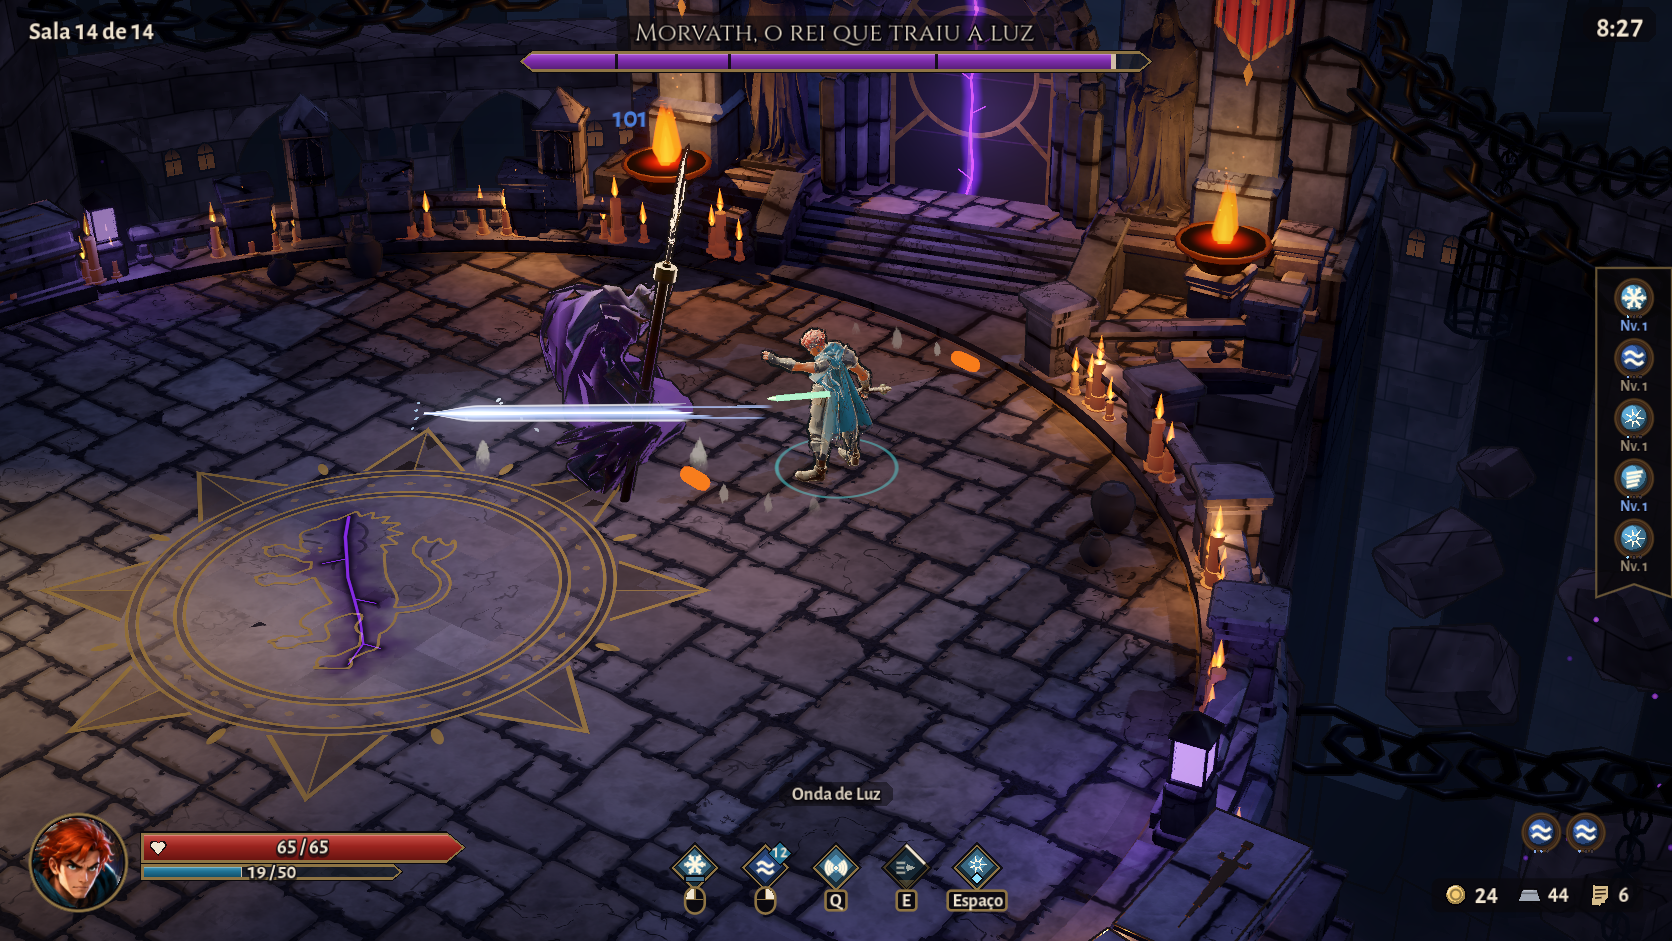 Sala 14 de 14
Morvath, o rei que traiu a luz
8:27
101
Nv.1
Nv.1
Nv.1
Nv.1
Nv.1
Onda de Luz
65/65
19/50
12
Q
E
Espaço
24
44
6